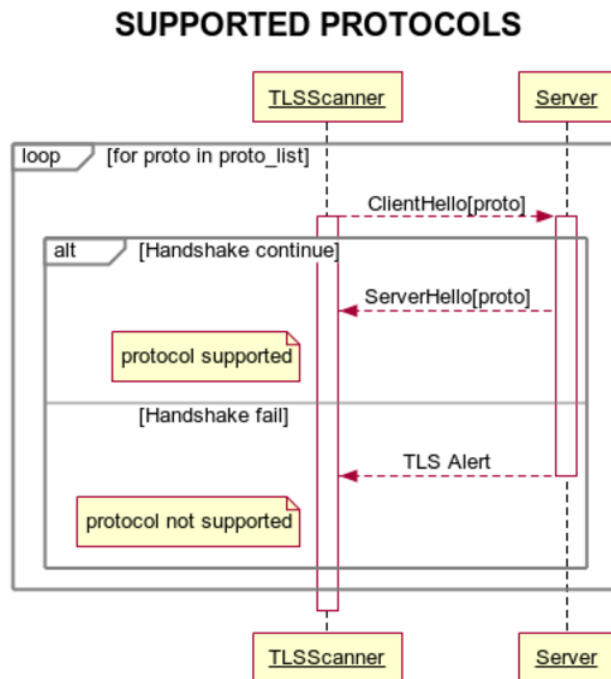 SUPPORTED PROTOCOLS
TLSScanner
Server
loop
[for proto in proto_list]
ClientHello[proto]
alt
[Handshake continue]
ServerHello[proto]
protocol supported
[Handshake fail]
TLS Alert
protocol not supported
TLSScanner
Server